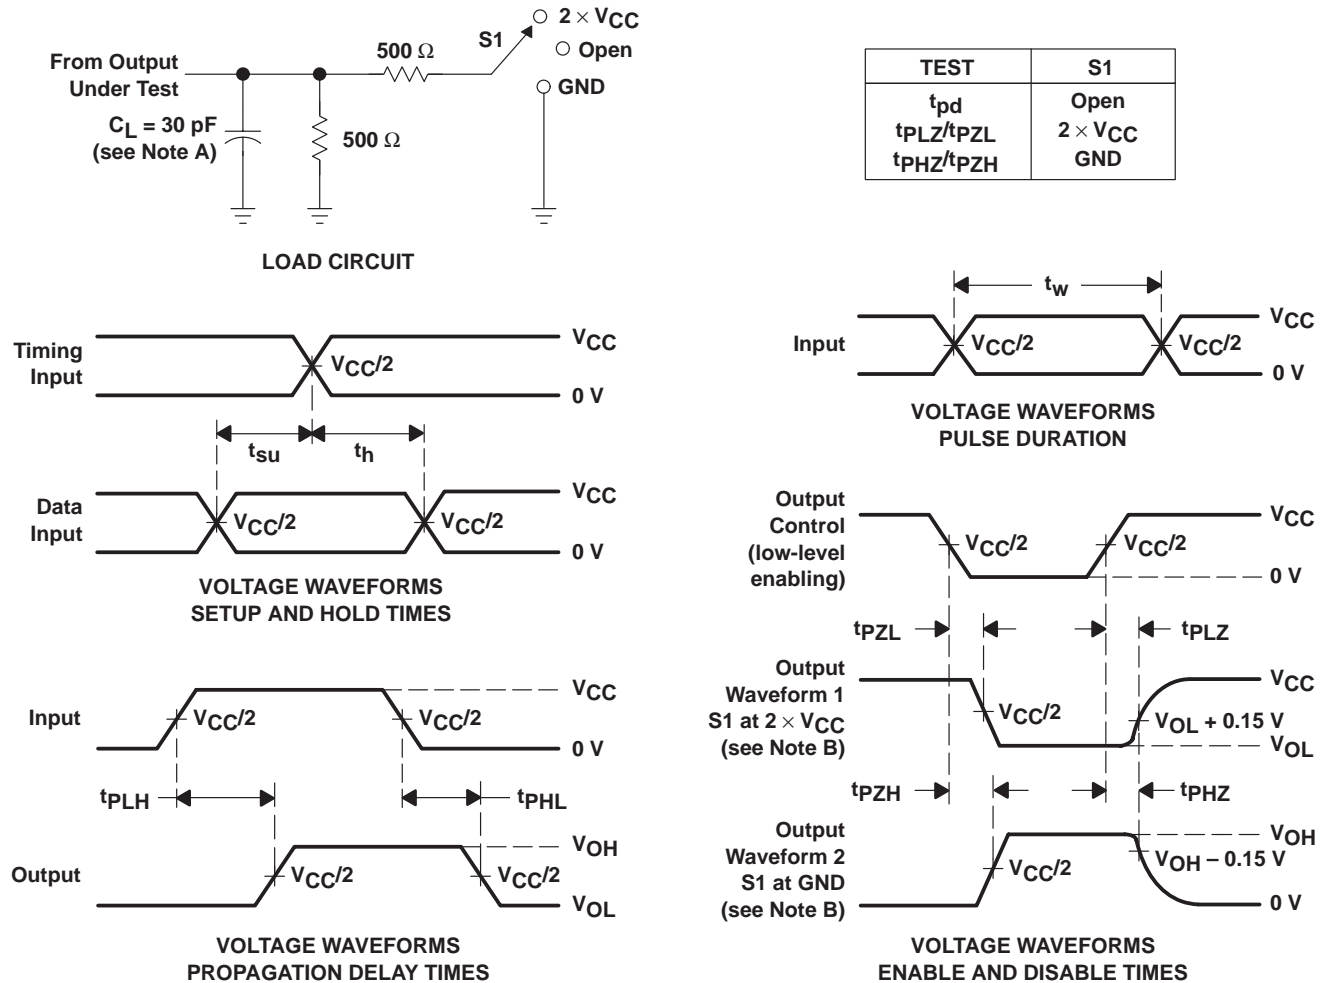 From Output
Under Test
C_L = 30 pF
(see Note A)
500 Ω
500 Ω
S1
2 × V_CC
Open
GND
LOAD CIRCUIT
TEST S1
t_pd Open
t_PLZ/t_PZL 2 × V_CC
t_PHZ/t_PZH GND
Timing
Input
V_CC/2
V_CC
0 V
t_su
t_h
Data
Input
V_CC/2
V_CC/2
V_CC
0 V
VOLTAGE WAVEFORMS
SETUP AND HOLD TIMES
t_w
Input
V_CC/2
V_CC/2
V_CC
0 V
VOLTAGE WAVEFORMS
PULSE DURATION
Input
V_CC/2
V_CC/2
V_CC
0 V
t_PLH
t_PHL
Output
V_CC/2
V_CC/2
V_OH
V_OL
VOLTAGE WAVEFORMS
PROPAGATION DELAY TIMES
Output
Control
(low-level
enabling)
V_CC/2
V_CC/2
V_CC
0 V
t_PZL
t_PLZ
Output
Waveform 1
S1 at 2 × V_CC
(see Note B)
V_CC/2
V_CC
V_OL + 0.15 V
V_OL
t_PZH
t_PHZ
Output
Waveform 2
S1 at GND
(see Note B)
V_CC/2
V_OH
V_OH − 0.15 V
0 V
VOLTAGE WAVEFORMS
ENABLE AND DISABLE TIMES